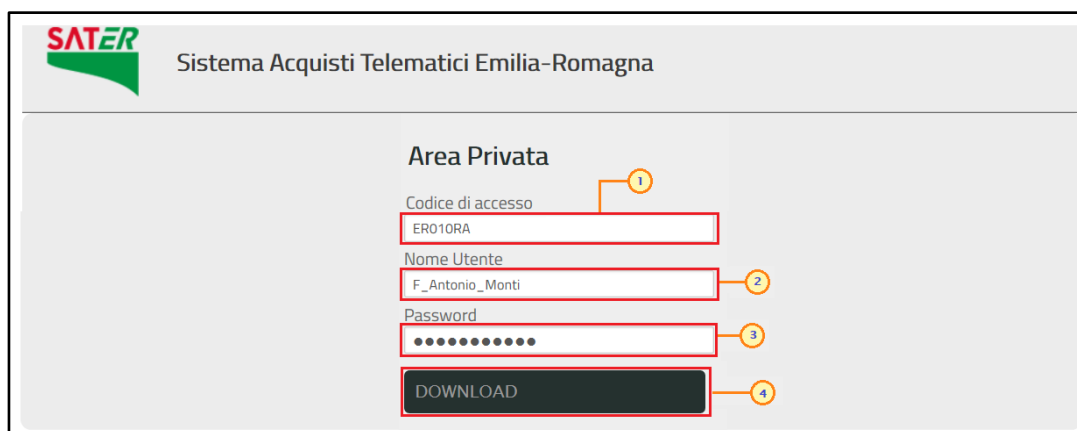 SATER
Sistema Acquisti Telematici Emilia-Romagna
Area Privata
1
Codice di accesso
ER010RA
Nome Utente
F_Antonio_Monti
2
Password
●●●●●●●●●●●
3
DOWNLOAD
4